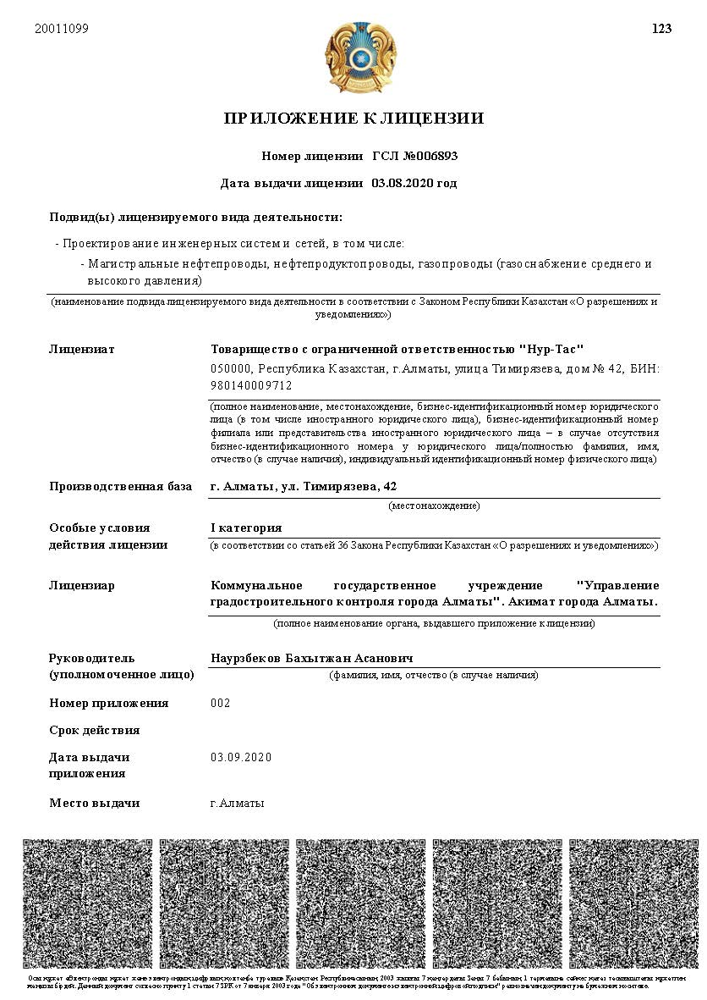 20011099
123
ПРИЛОЖЕНИЕ К ЛИЦЕНЗИИ
Номер лицензии ГСЛ №006893
Дата выдачи лицензии 03.08.2020 год
Подвид(ы) лицензируемого вида деятельности:
- Проектирование инженерных систем и сетей, в том числе:
- Магистральные нефтепроводы, нефтепродуктопроводы, газопроводы (газоснабжение среднего и
высокого давления)
(наименование подвида лицензируемого вида деятельности в соответствии с Законом Республики Казахстан «О разрешениях и
уведомлениях»)
Лицензиат
Товарищество с ограниченной ответственностью "Нур-Тас"
050000, Республика Казахстан, г.Алматы, улица Тимирязева, дом № 42, БИН:
980140009712
(полное наименование, местонахождение, бизнес-идентификационный номер юридического
лица (в том числе иностранного юридического лица), бизнес-идентификационный номер
филиала или представительства иностранного юридического лица – в случае отсутствия
бизнес-идентификационного номера у юридического лица/полностью фамилия, имя,
отчество (в случае наличия), индивидуальный идентификационный номер физического лица)
Производственная база
г. Алматы, ул. Тимирязева, 42
(местонахождение)
Особые условия
действия лицензии
I категория
(в соответствии со статьей 36 Закона Республики Казахстан «О разрешениях и уведомлениях»)
Лицензиар
Коммунальное государственное учреждение "Управление
градостроительного контроля города Алматы". Акимат города Алматы.
(полное наименование органа, выдавшего приложение к лицензии)
Руководитель
(уполномоченное лицо)
Наурзбеков Бахытжан Асанович
(фамилия, имя, отчество (в случае наличия)
Номер приложения
002
Срок действия
Дата выдачи
приложения
03.09.2020
Место выдачи
г.Алматы
Осы құжат «Электронды құжат және электрондық цифрлық қолтаңба туралы» Қазақстан Республикасының 2003 жылғы 7 қаңтардағы Заңы 7 бабының 1 тармағына сәйкес қағаз тасығыштағы құжатпен
маңызы бірдей. Данный документ согласно пункту 1 статьи 7 ЗРК от 7 января 2003 года "Об электронном документе и электронной цифровой подписи" равнозначен документу на бумажном носителе.